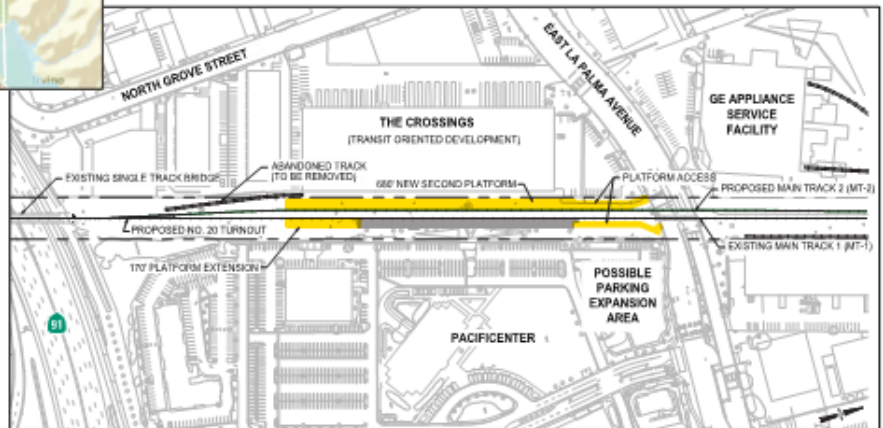 Irvine
NORTH GROVE STREET
EAST LA PALMA AVENUE
THE CROSSINGS
(TRANSIT ORIENTED DEVELOPMENT)
GE APPLIANCE
SERVICE
FACILITY
EXISTING SINGLE TRACK BRIDGE
ABANDONED TRACK
(TO BE REMOVED)
680' NEW SECOND PLATFORM
PLATFORM ACCESS
PROPOSED MAIN TRACK 2 (MT-2)
PROPOSED NO. 20 TURNOUT
EXISTING MAIN TRACK 1 (MT-1)
170' PLATFORM EXTENSION
POSSIBLE
PARKING
EXPANSION
AREA
91
PACIFICENTER